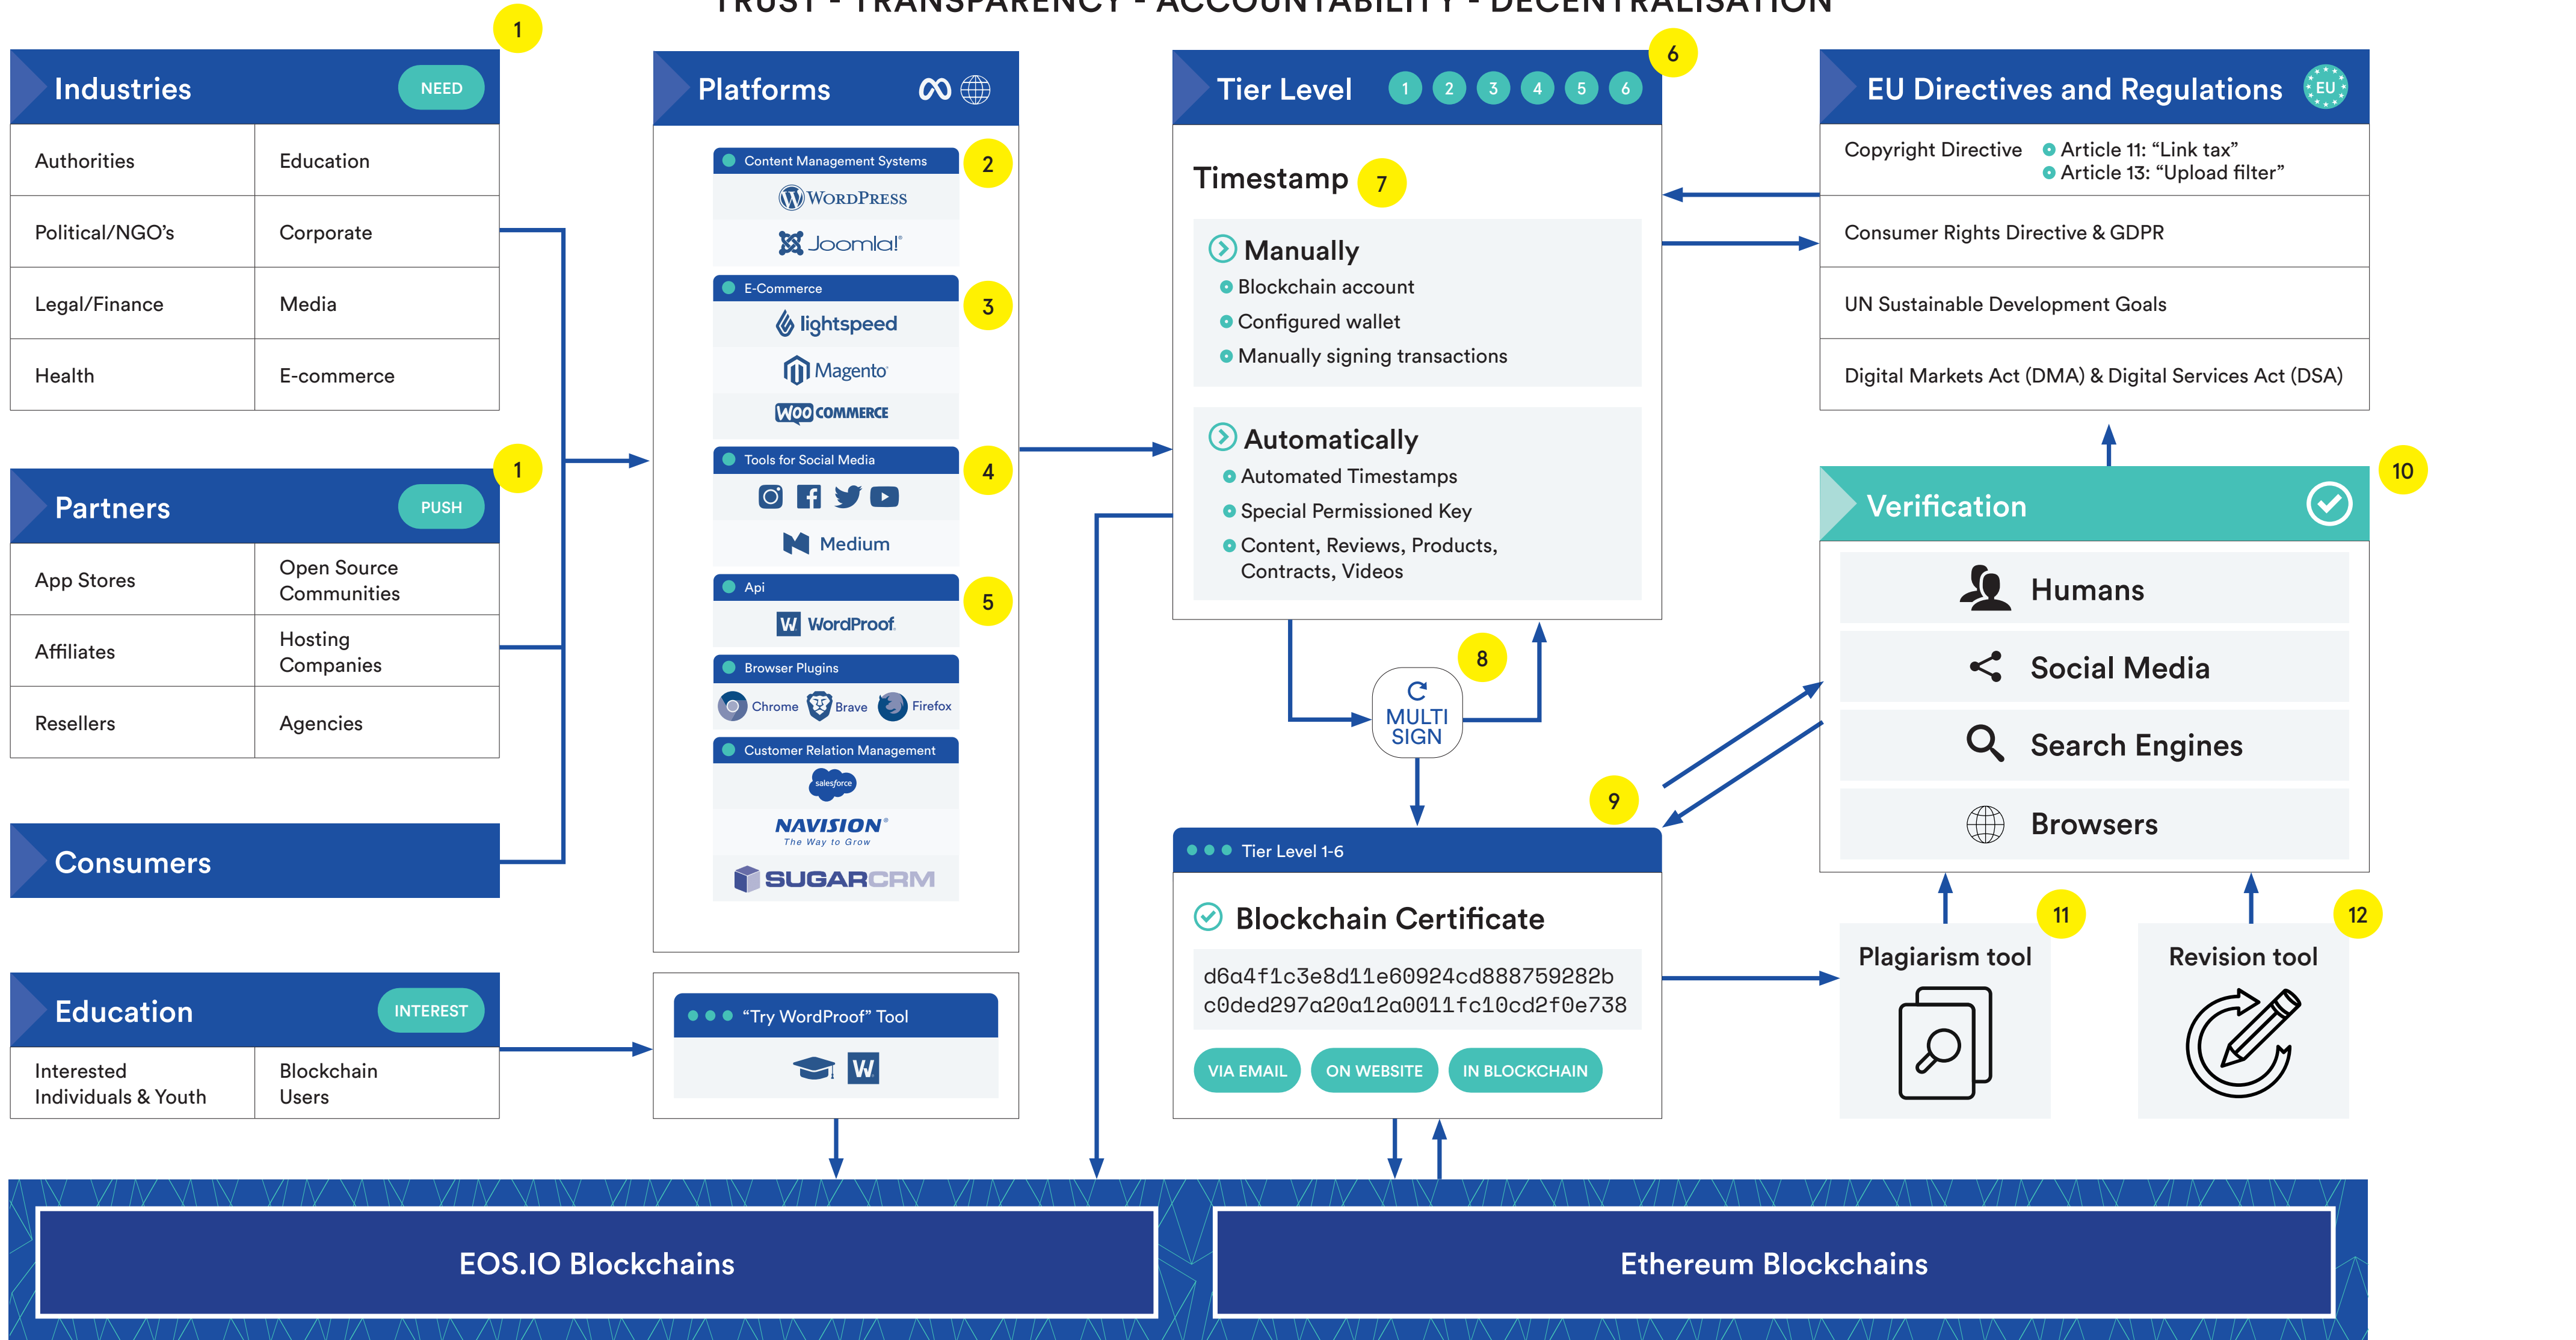 TRUST - TRANSPARENCY - ACCOUNTABILITY - DECENTRALISATION
1
Industries
NEED
Authorities
Education
Political/NGO’s
Corporate
Legal/Finance
Media
Health
E-commerce
1
Partners
PUSH
App Stores
Open Source
Communities
Affiliates
Hosting
Companies
Resellers
Agencies
Consumers
Education
INTEREST
Interested
Individuals & Youth
Blockchain
Users
Platforms
Content Management Systems
2
WORDPRESS
Joomla!®
E-Commerce
3
lightspeed
Magento®
WOO COMMERCE
Tools for Social Media
4
Medium
Api
5
W WordProof
Browser Plugins
Chrome
Brave
Firefox
Customer Relation Management
salesforce
NAVISION®
The Way to Grow
SUGARCRM
“Try WordProof” Tool
W
Tier Level
1 2 3 4 5 6
6
Timestamp
7
Manually
Blockchain account
Configured wallet
Manually signing transactions
Automatically
Automated Timestamps
Special Permissioned Key
Content, Reviews, Products,
Contracts, Videos
8
MULTI
SIGN
9
Tier Level 1-6
Blockchain Certificate
d6a4f1c3e8d11e60924cd888759282b
c0ded297a20a12a0011fc10cd2f0e738
VIA EMAIL
ON WEBSITE
IN BLOCKCHAIN
EU Directives and Regulations
EU
Copyright Directive
Article 11: “Link tax”
Article 13: “Upload filter”
Consumer Rights Directive & GDPR
UN Sustainable Development Goals
Digital Markets Act (DMA) & Digital Services Act (DSA)
10
Verification
Humans
Social Media
Search Engines
Browsers
11
Plagiarism tool
12
Revision tool
EOS.IO Blockchains
Ethereum Blockchains